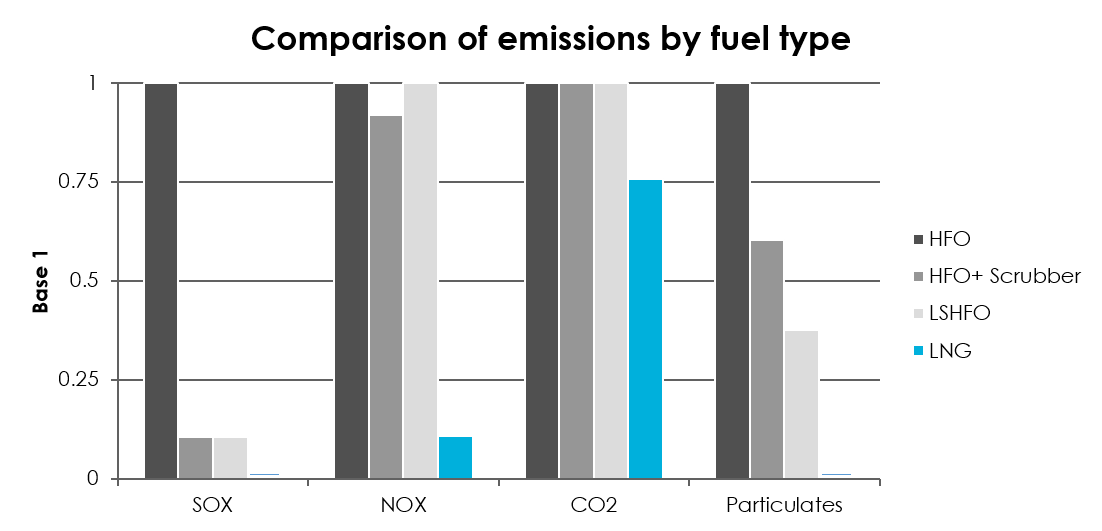 Comparison of emissions by fuel type
1
0.75
0.5
0.25
0
Base 1
SOX
NOX
CO2
Particulates
HFO
HFO+ Scrubber
LSHFO
LNG